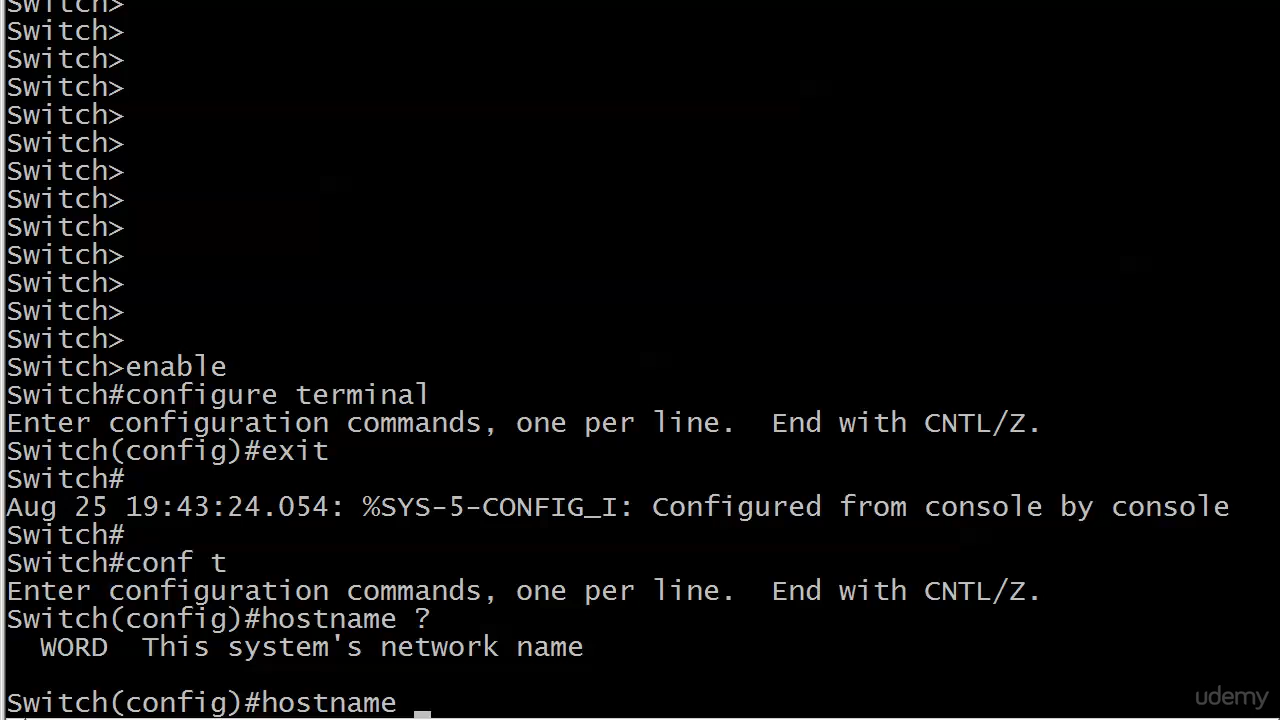 Switch>
Switch>
Switch>
Switch>
Switch>
Switch>
Switch>
Switch>
Switch>
Switch>
Switch>
Switch>
Switch>
Switch>enable
Switch#configure terminal
Enter configuration commands, one per line.  End with CNTL/Z.
Switch(config)#exit
Switch#
Aug 25 19:43:24.054: %SYS-5-CONFIG_I: Configured from console by console
Switch#
Switch#conf t
Enter configuration commands, one per line.  End with CNTL/Z.
Switch(config)#hostname ?
  WORD  This system's network name
Switch(config)#hostname
udemy